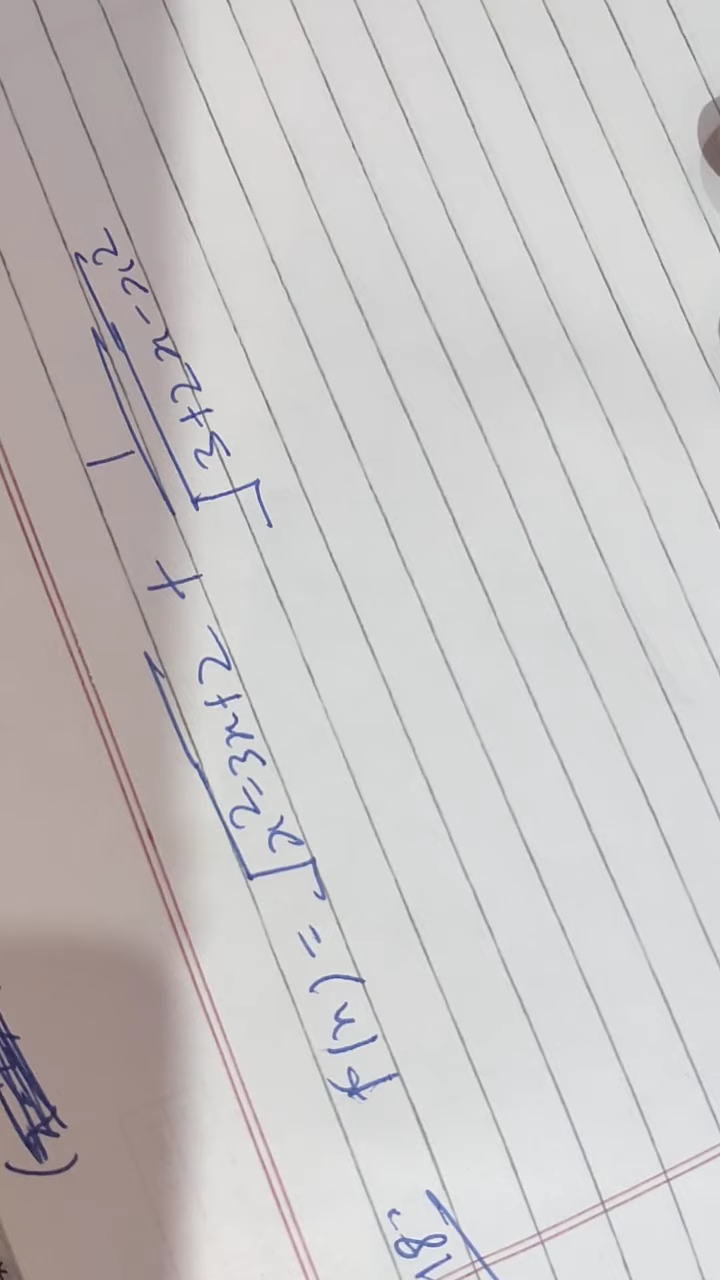 18. f(x) = √x²-3x+2 + 1/√3+2x-x²
)